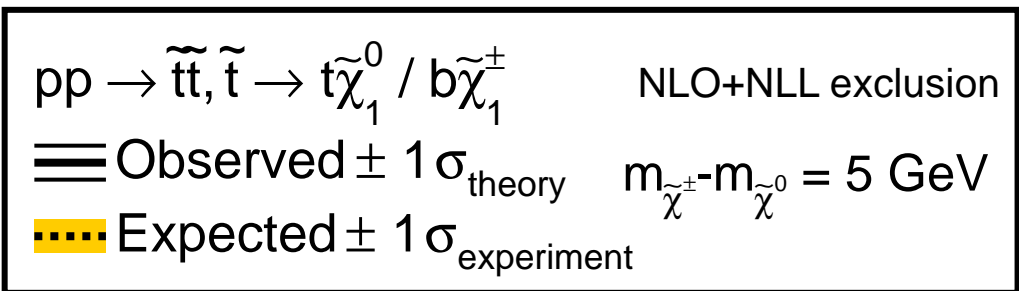 pp → t̃t̃, t̃ → tχ̃₁⁰ / bχ̃₁± NLO+NLL exclusion
Observed ± 1σ_theory m_χ̃±-m_χ̃⁰ = 5 GeV
Expected ± 1σ_experiment